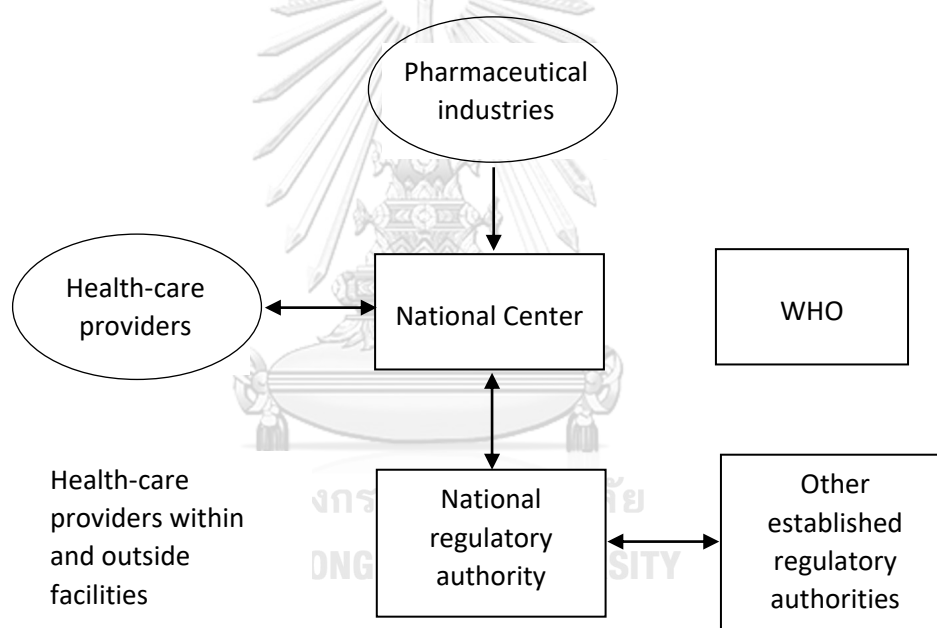 Pharmaceutical
industries
Health-care
providers
National Center
WHO
Health-care
providers within
and outside
facilities
National
regulatory
authority
Other
established
regulatory
authorities